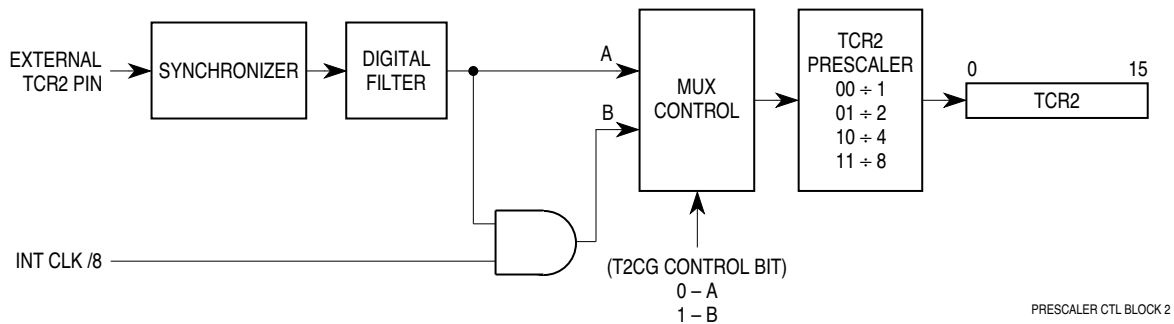 EXTERNAL
TCR2 PIN
SYNCHRONIZER
DIGITAL
FILTER
A
B
MUX
CONTROL
TCR2
PRESCALER
00 ÷ 1
01 ÷ 2
10 ÷ 4
11 ÷ 8
0 15
TCR2
INT CLK /8
(T2CG CONTROL BIT)
0 – A
1 – B
PRESCALER CTL BLOCK 2